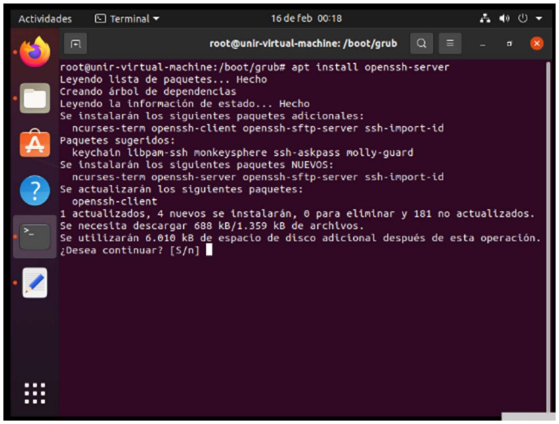 Actividades
Terminal
16 de feb 00:18
root@unir-virtual-machine: /boot/grub
root@unir-virtual-machine:/boot/grub# apt install openssh-server
Leyendo lista de paquetes... Hecho
Creando árbol de dependencias
Leyendo la información de estado... Hecho
Se instalarán los siguientes paquetes adicionales:
ncurses-term openssh-client openssh-sftp-server ssh-import-id
Paquetes sugeridos:
keychain libpam-ssh monkeysphere ssh-askpass molly-guard
Se instalarán los siguientes paquetes NUEVOS:
ncurses-term openssh-server openssh-sftp-server ssh-import-id
Se actualizarán los siguientes paquetes:
openssh-client
1 actualizados, 4 nuevos se instalarán, 0 para eliminar y 181 no actualizados.
Se necesita descargar 688 kB/1.359 kB de archivos.
Se utilizarán 6.010 kB de espacio de disco adicional después de esta operación.
¿Desea continuar? [S/n]